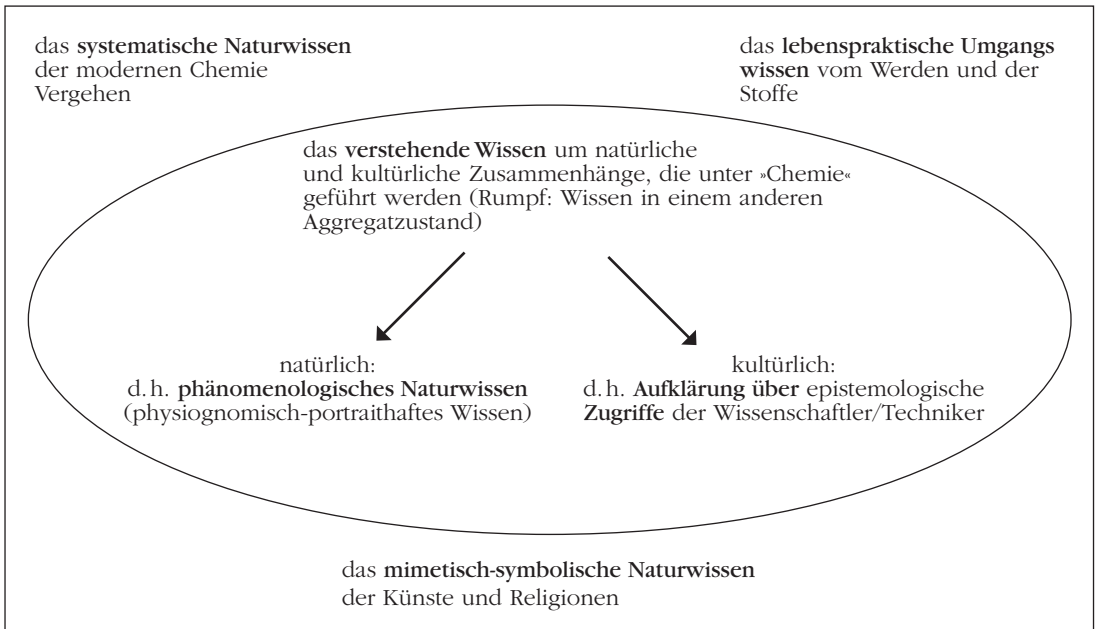 das systematische Naturwissen
der modernen Chemie
Vergehen
das lebenspraktische Umgangs
wissen vom Werden und der
Stoffe
das verstehende Wissen um natürliche
und kultürliche Zusammenhänge, die unter »Chemie«
geführt werden (Rumpf: Wissen in einem anderen
Aggregatzustand)
natürlich:
d. h. phänomenologisches Naturwissen
(physiognomisch-portraithaftes Wissen)
kultürlich:
d. h. Aufklärung über epistemologische
Zugriffe der Wissenschaftler/Techniker
das mimetisch-symbolische Naturwissen
der Künste und Religionen